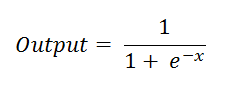 Output = 1 / (1 + e^{-x})